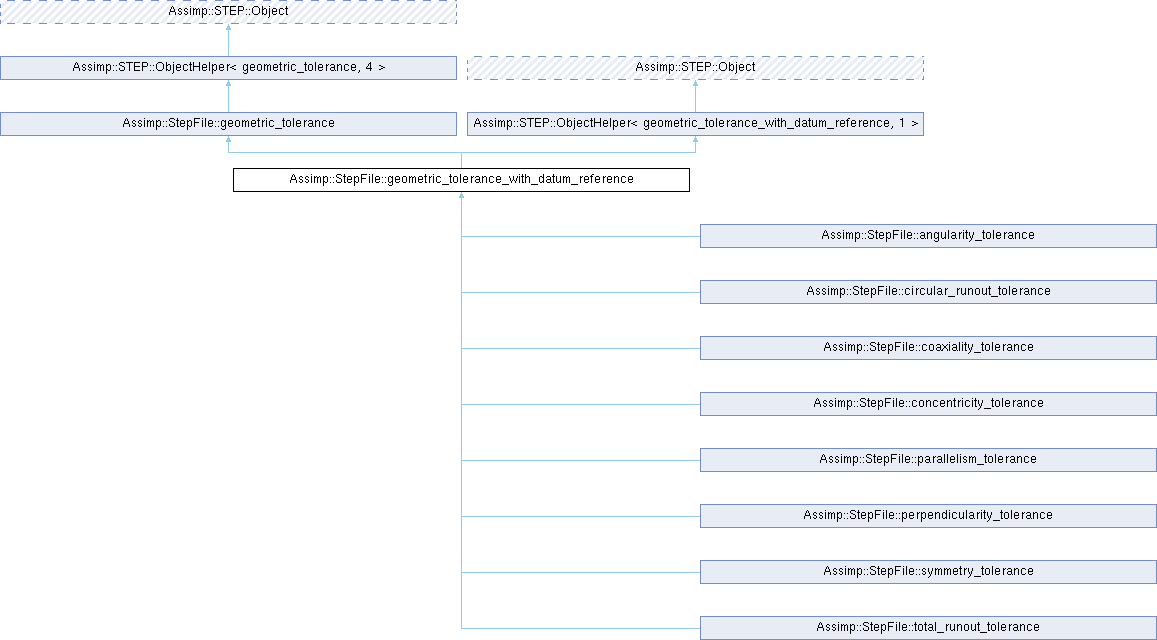 Assimp::STEP::Object
Assimp::STEP::ObjectHelper< geometric_tolerance, 4 >
Assimp::STEP::Object
Assimp::StepFile::geometric_tolerance
Assimp::STEP::ObjectHelper< geometric_tolerance_with_datum_reference, 1 >
Assimp::StepFile::geometric_tolerance_with_datum_reference
Assimp::StepFile::angularity_tolerance
Assimp::StepFile::circular_runout_tolerance
Assimp::StepFile::coaxiality_tolerance
Assimp::StepFile::concentricity_tolerance
Assimp::StepFile::parallelism_tolerance
Assimp::StepFile::perpendicularity_tolerance
Assimp::StepFile::symmetry_tolerance
Assimp::StepFile::total_runout_tolerance